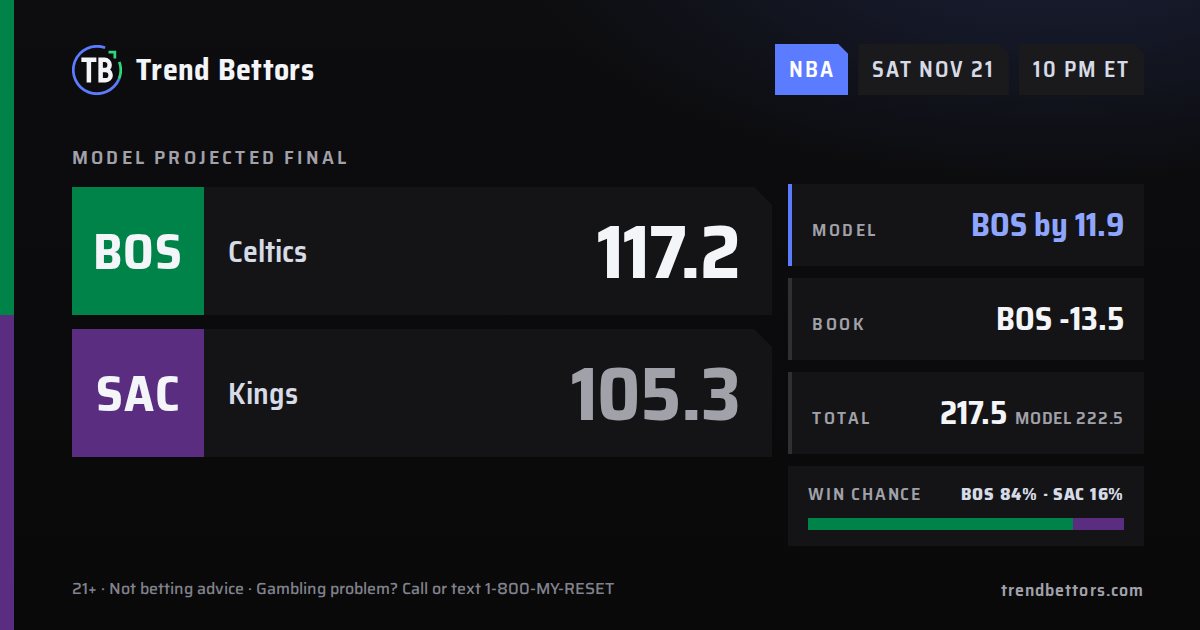 TB Trend Bettors
NBA SAT NOV 21 10 PM ET
MODEL PROJECTED FINAL
BOS Celtics 117.2
SAC Kings 105.3
MODEL BOS by 11.9
BOOK BOS -13.5
TOTAL 217.5 MODEL 222.5
WIN CHANCE BOS 84% · SAC 16%
21+ · Not betting advice · Gambling problem? Call or text 1-800-MY-RESET
trendbettors.com